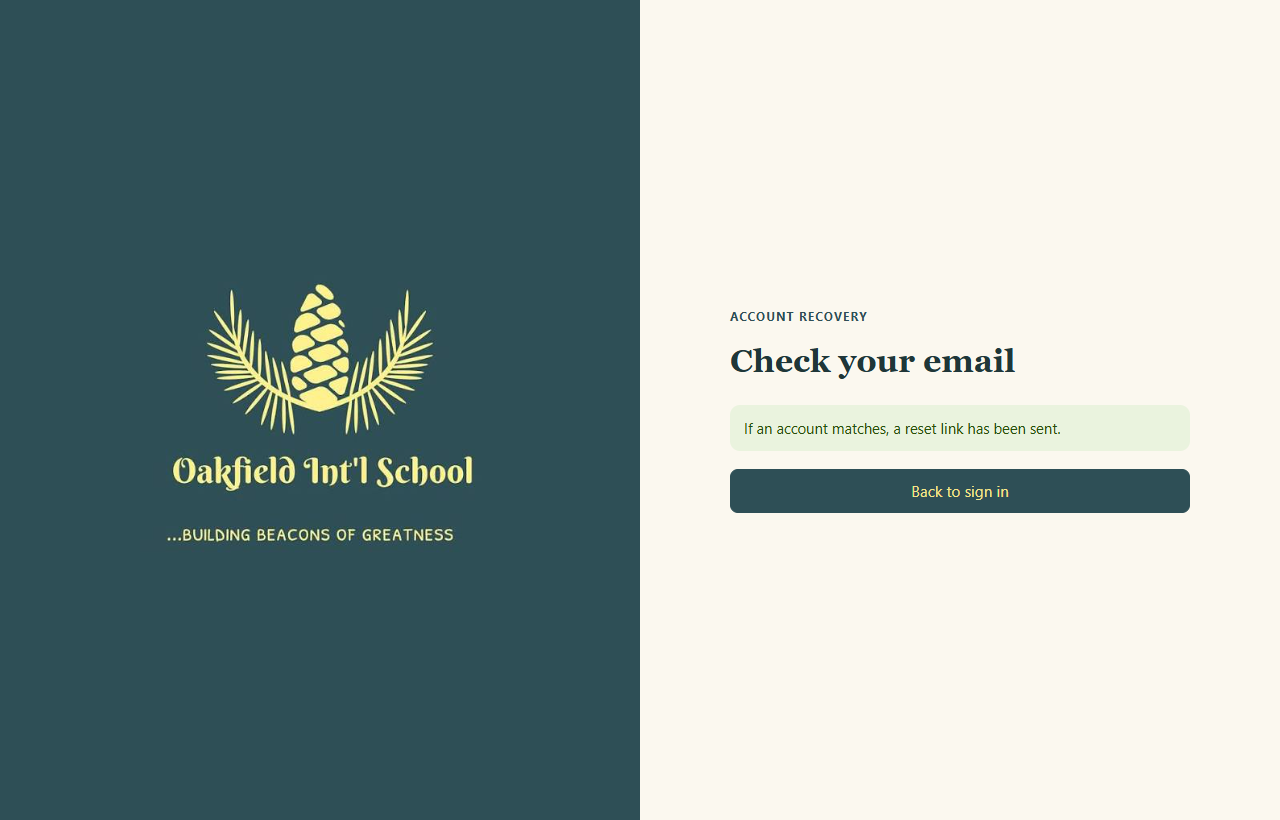 Oakfield Int'l School
...BUILDING BEACONS OF GREATNESS
ACCOUNT RECOVERY
Check your email
If an account matches, a reset link has been sent.
Back to sign in